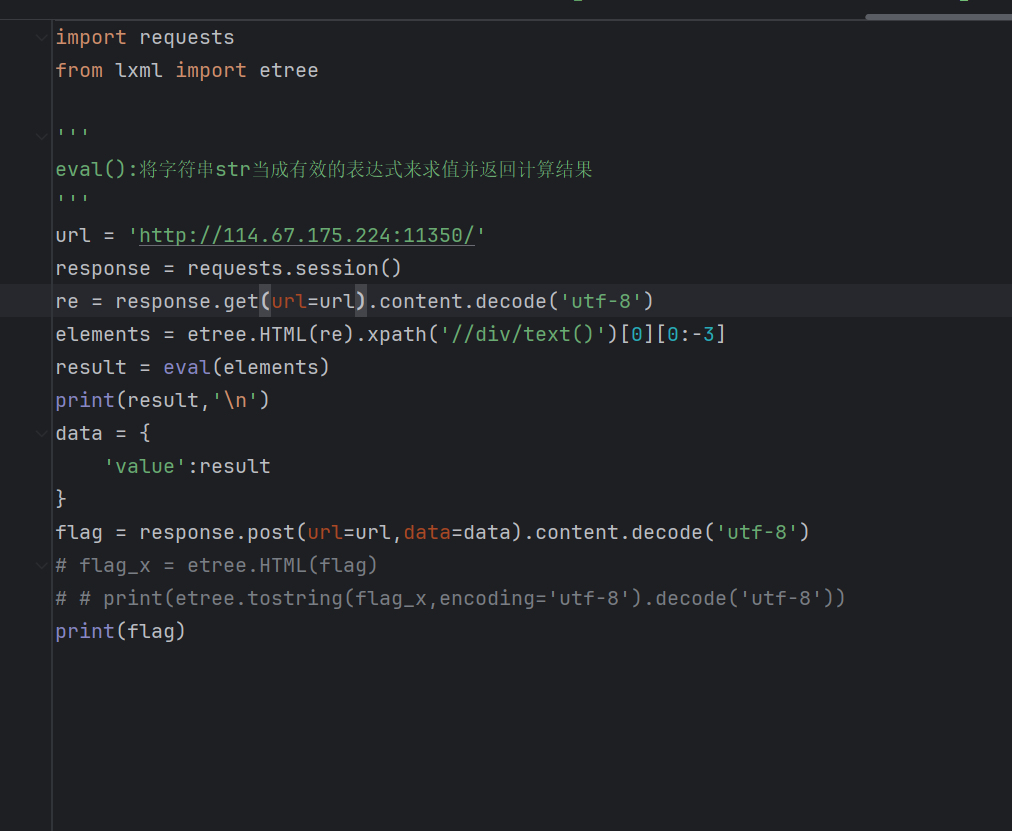 import requests
from lxml import etree
'''
eval():将字符串str当成有效的表达式来求值并返回计算结果
'''
url = 'http://114.67.175.224:11350/'
response = requests.session()
re = response.get(url=url).content.decode('utf-8')
elements = etree.HTML(re).xpath('//div/text()')[0][0:-3]
result = eval(elements)
print(result,'\n')
data = {
    'value':result
}
flag = response.post(url=url,data=data).content.decode('utf-8')
# flag_x = etree.HTML(flag)
# # print(etree.tostring(flag_x,encoding='utf-8').decode('utf-8'))
print(flag)